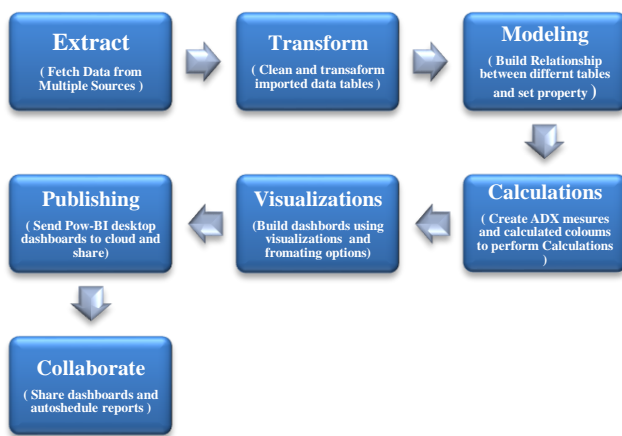 Extract
( Fetch Data from
Multiple Sources )
Transform
( Clean and transaform
imported data tables )
Modeling
( Build Relationship
between differnt tables
and set property )
Calculations
( Create ADX mesures
and calculated coloums
to perform Calculations
)
Visualizations
(Build dashbords using
visualizations and
fromating options)
Publishing
( Send Pow-BI desktop
dashboards to cloud and
share)
Collaborate
( Share dashboards and
autoshedule reports )